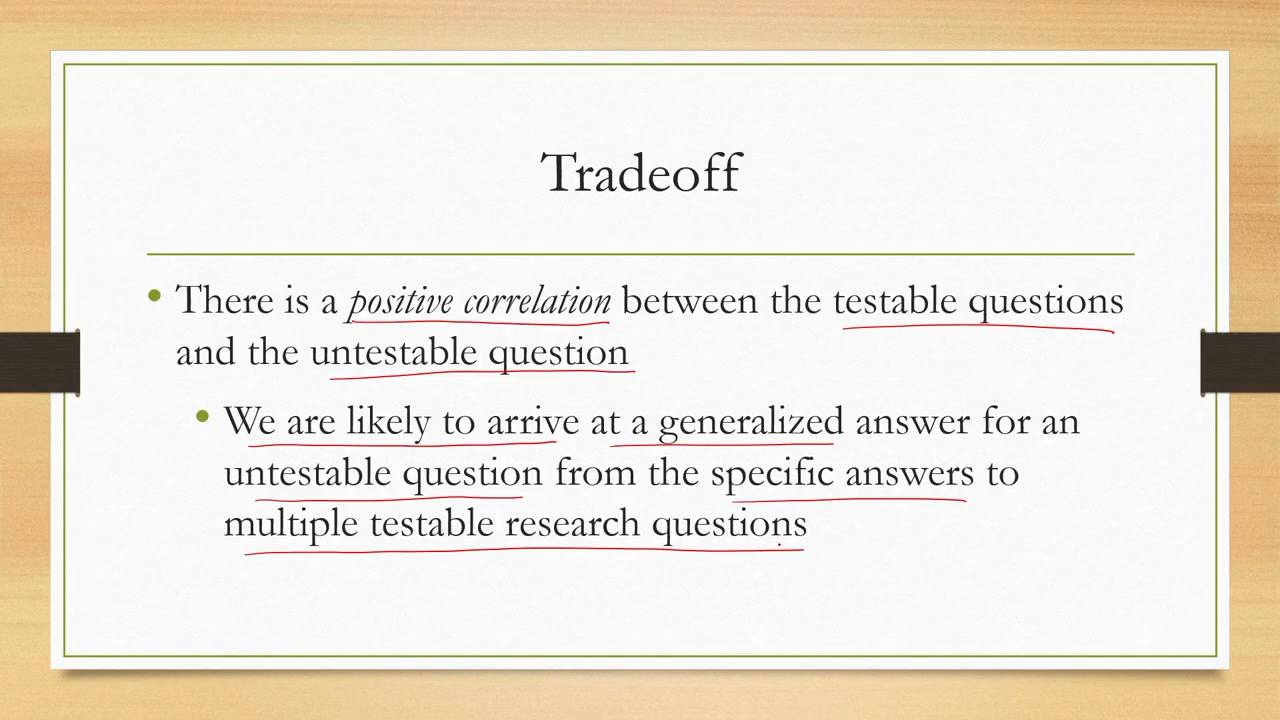 Tradeoff
There is a positive correlation between the testable questions
and the untestable question
We are likely to arrive at a generalized answer for an
untestable question from the specific answers to
multiple testable research questions